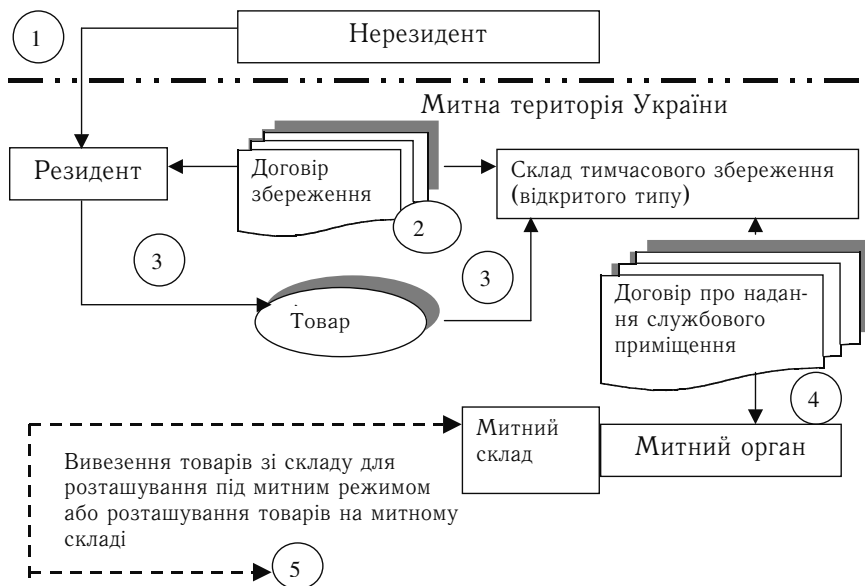 1
Нерезидент
Митна територія України
Резидент
Договір
збереження
2
Склад тимчасового збереження
(відкритого типу)
3
Товар
3
Договір про надан-
ня службового
приміщення
4
Митний
склад
Митний орган
Вивезення товарів зі складу для
розташування під митним режимом
або розташування товарів на митному
складі
5